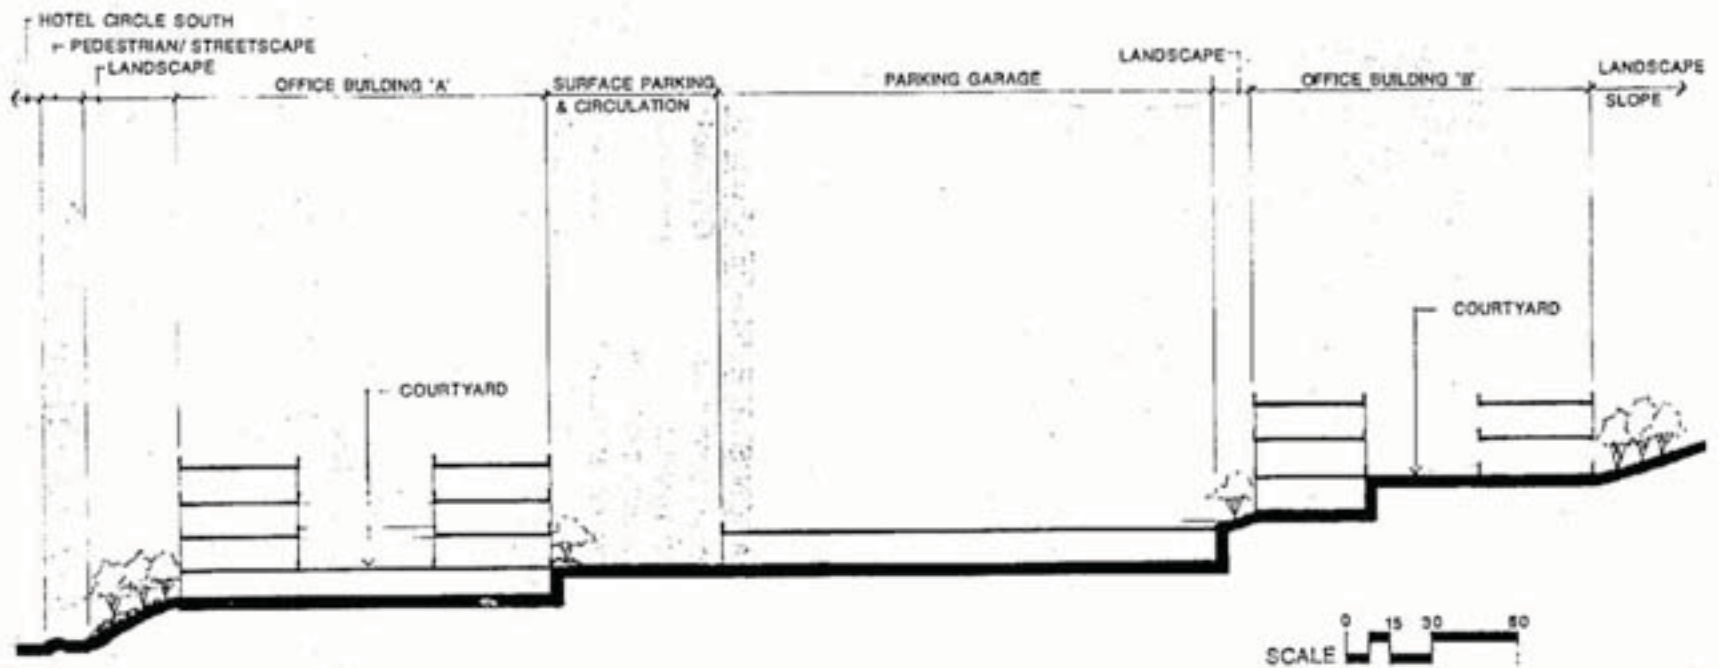 HOTEL CIRCLE SOUTH
PEDESTRIAN/ STREETSCAPE
LANDSCAPE
OFFICE BUILDING 'A'
SURFACE PARKING
& CIRCULATION
PARKING GARAGE
LANDSCAPE
OFFICE BUILDING 'B'
LANDSCAPE
SLOPE
COURTYARD
COURTYARD
0 15 30 60
SCALE